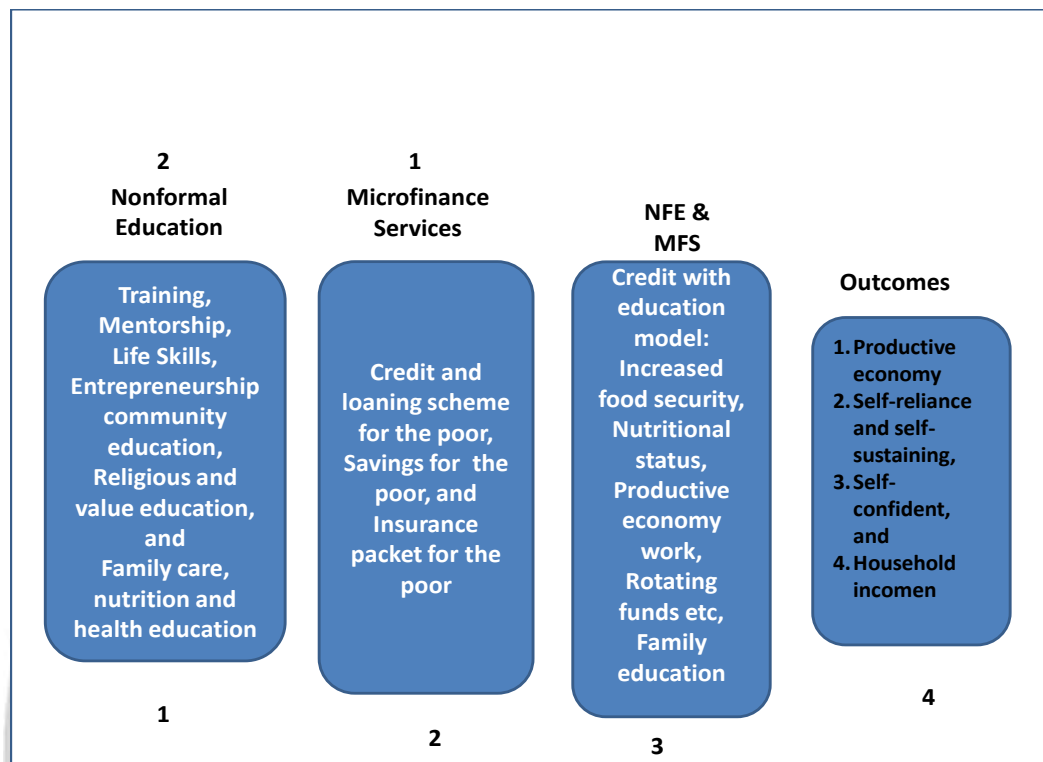 2
Nonformal
Education
Training,
Mentorship,
Life Skills,
Entrepreneurship
community
education,
Religious and
value education,
and
Family care,
nutrition and
health education
1
1
Microfinance
Services
Credit and
loaning scheme
for the poor,
Savings for the
poor, and
Insurance
packet for the
poor
2
NFE &
MFS
Credit with
education
model:
Increased
food security,
Nutritional
status,
Productive
economy
work,
Rotating
funds etc,
Family
education
3
Outcomes
1. Productive
economy
2. Self-reliance
and self-
sustaining,
3. Self-
confident,
and
4. Household
incomen
4